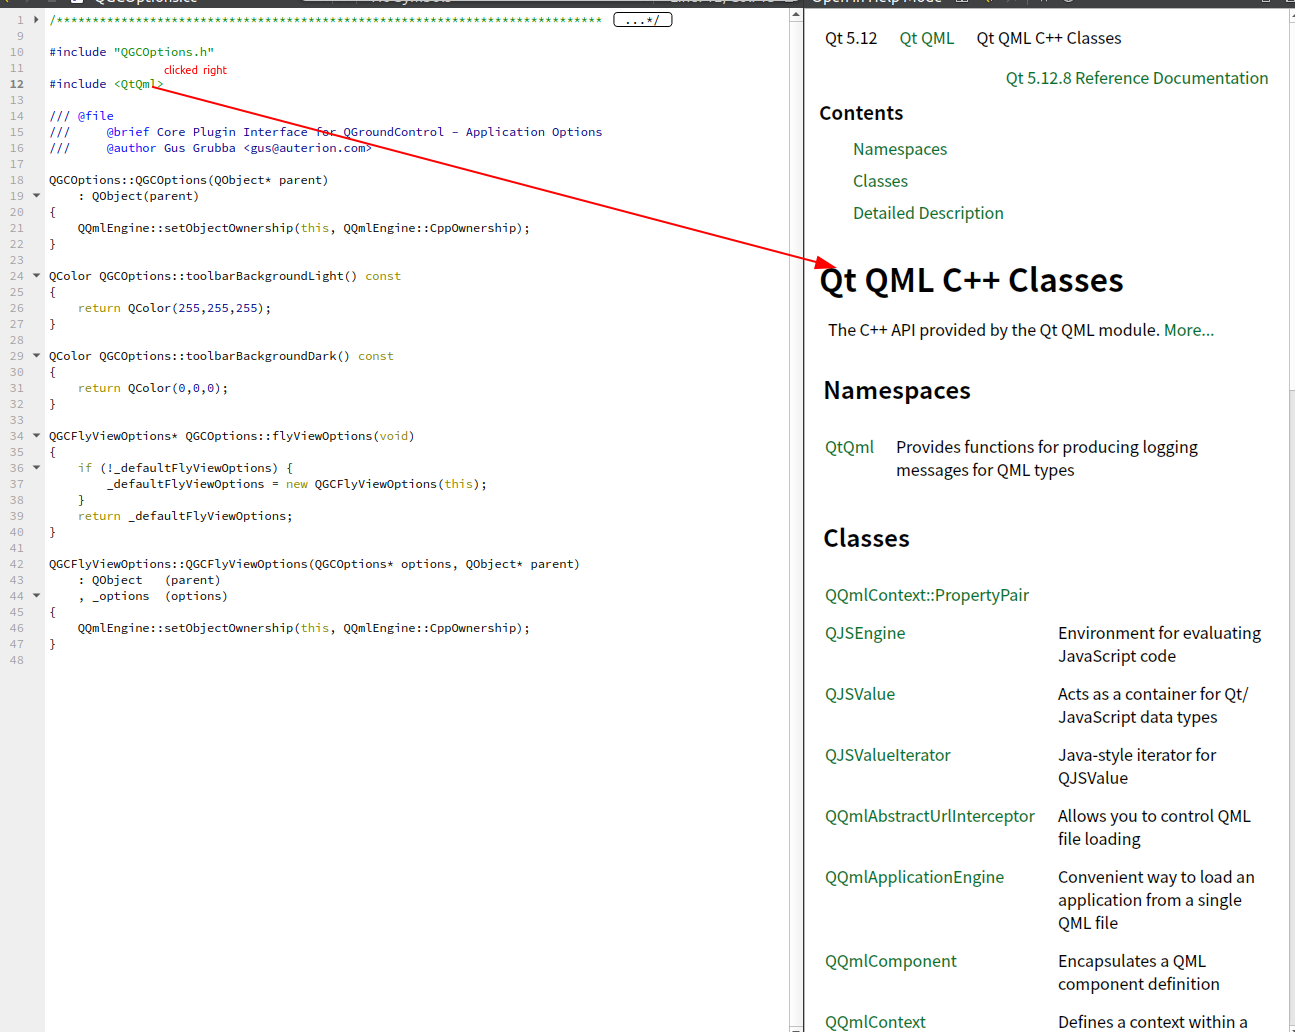 1 /**************************************************************************** ...*/
9
10 #include "QGCOptions.h"
11
clicked right
12 #include <QtQml>
13
14 /// @file
15 ///     @brief Core Plugin Interface for QGroundControl - Application Options
16 ///     @author Gus Grubba <gus@auterion.com>
17
18 QGCOptions::QGCOptions(QObject* parent)
19     : QObject(parent)
20 {
21     QQmlEngine::setObjectOwnership(this, QQmlEngine::CppOwnership);
22 }
23
24 QColor QGCOptions::toolbarBackgroundLight() const
25 {
26     return QColor(255,255,255);
27 }
28
29 QColor QGCOptions::toolbarBackgroundDark() const
30 {
31     return QColor(0,0,0);
32 }
33
34 QGCFlyViewOptions* QGCOptions::flyViewOptions(void)
35 {
36     if (!_defaultFlyViewOptions) {
37         _defaultFlyViewOptions = new QGCFlyViewOptions(this);
38     }
39     return _defaultFlyViewOptions;
40 }
41
42 QGCFlyViewOptions::QGCFlyViewOptions(QGCOptions* options, QObject* parent)
43     : QObject   (parent)
44     , _options  (options)
45 {
46     QQmlEngine::setObjectOwnership(this, QQmlEngine::CppOwnership);
47 }
48
Qt 5.12 Qt QML Qt QML C++ Classes
Qt 5.12.8 Reference Documentation
Contents
Namespaces
Classes
Detailed Description
Qt QML C++ Classes
The C++ API provided by the Qt QML module. More...
Namespaces
QtQml Provides functions for producing logging
messages for QML types
Classes
QQmlContext::PropertyPair
QJSEngine Environment for evaluating
JavaScript code
QJSValue Acts as a container for Qt/
JavaScript data types
QJSValueIterator Java-style iterator for
QJSValue
QQmlAbstractUrlInterceptor Allows you to control QML
file loading
QQmlApplicationEngine Convenient way to load an
application from a single
QML file
QQmlComponent Encapsulates a QML
component definition
QQmlContext Defines a context within a